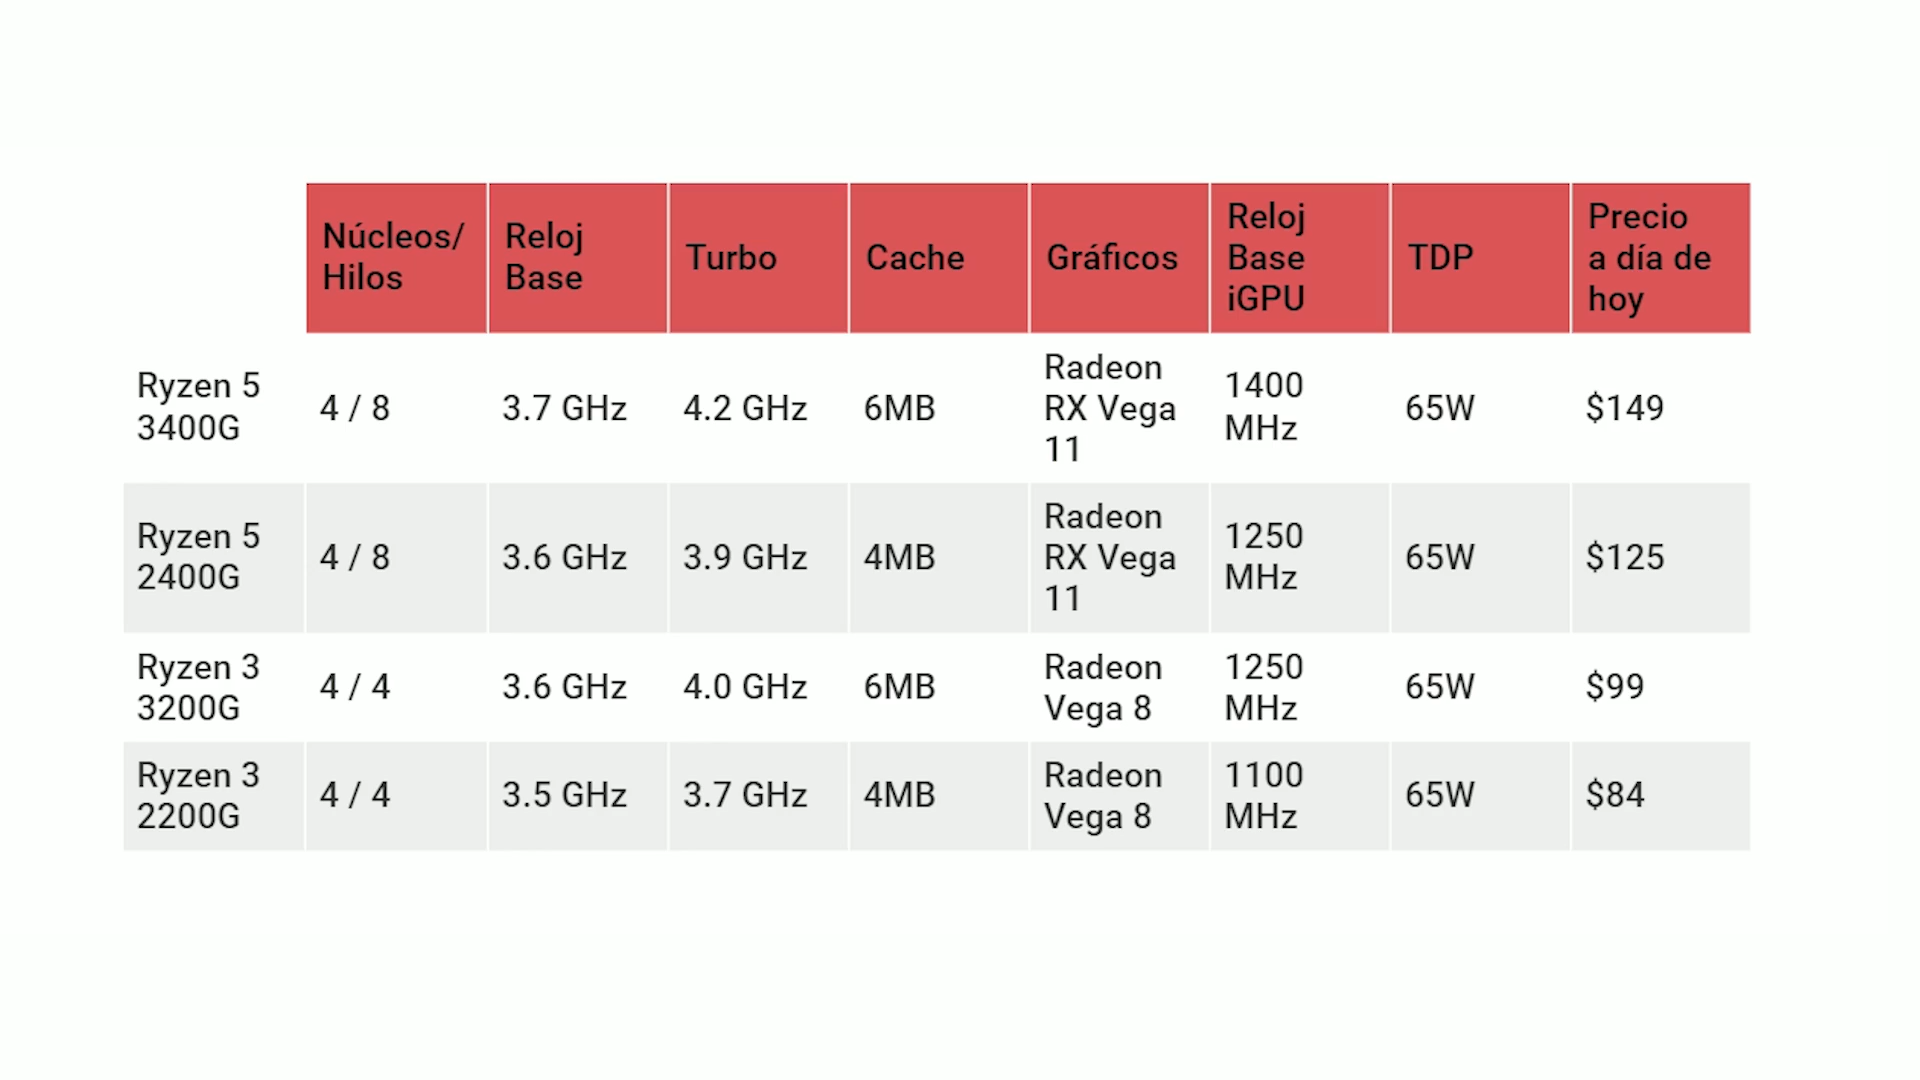 Núcleos/
Hilos
Reloj
Base
Turbo
Cache
Gráficos
Reloj
Base
iGPU
TDP
Precio
a día de
hoy
Ryzen 5
3400G
4 / 8
3.7 GHz
4.2 GHz
6MB
Radeon
RX Vega
11
1400
MHz
65W
$149
Ryzen 5
2400G
4 / 8
3.6 GHz
3.9 GHz
4MB
Radeon
RX Vega
11
1250
MHz
65W
$125
Ryzen 3
3200G
4 / 4
3.6 GHz
4.0 GHz
6MB
Radeon
Vega 8
1250
MHz
65W
$99
Ryzen 3
2200G
4 / 4
3.5 GHz
3.7 GHz
4MB
Radeon
Vega 8
1100
MHz
65W
$84